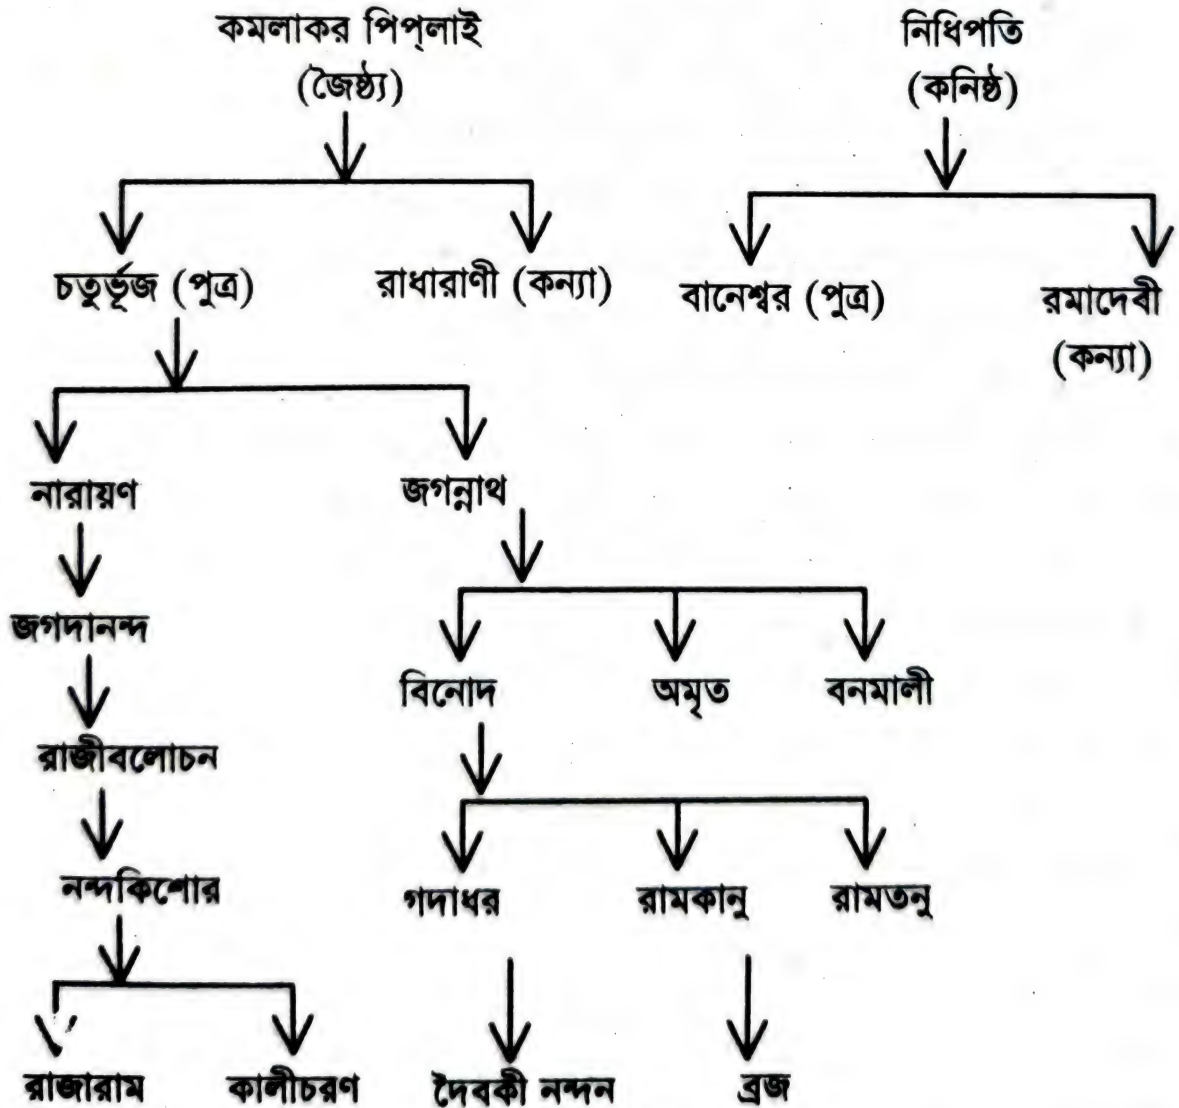 কমলাকর পিপ্‌লাই নিধিপতি
(জৈষ্ঠ্য) (কনিষ্ঠ)
চতুর্ভূজ (পুত্র) রাধারাণী (কন্যা) বানেশ্বর (পুত্র) রমাদেবী
(কন্যা)
নারায়ণ জগন্নাথ
জগদানন্দ
বিনোদ অমৃত বনমালী
রাজীবলোচন
নন্দকিশোর গদাধর রামকানু রামতনু
রাজারাম কালীচরণ দৈবকী নন্দন ব্রজ